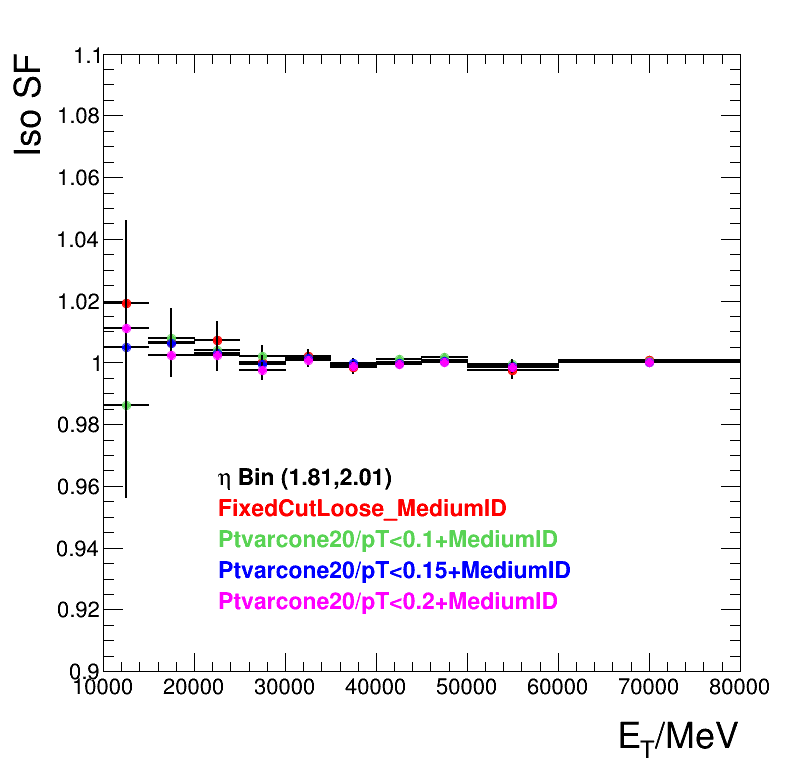 Iso SF
1.1
1.08
1.06
1.04
1.02
1
0.98
0.96
0.94
0.92
0.9
η Bin (1.81,2.01)
FixedCutLoose_MediumID
Ptvarcone20/pT<0.1+MediumID
Ptvarcone20/pT<0.15+MediumID
Ptvarcone20/pT<0.2+MediumID
10000 20000 30000 40000 50000 60000 70000 80000
E_T/MeV